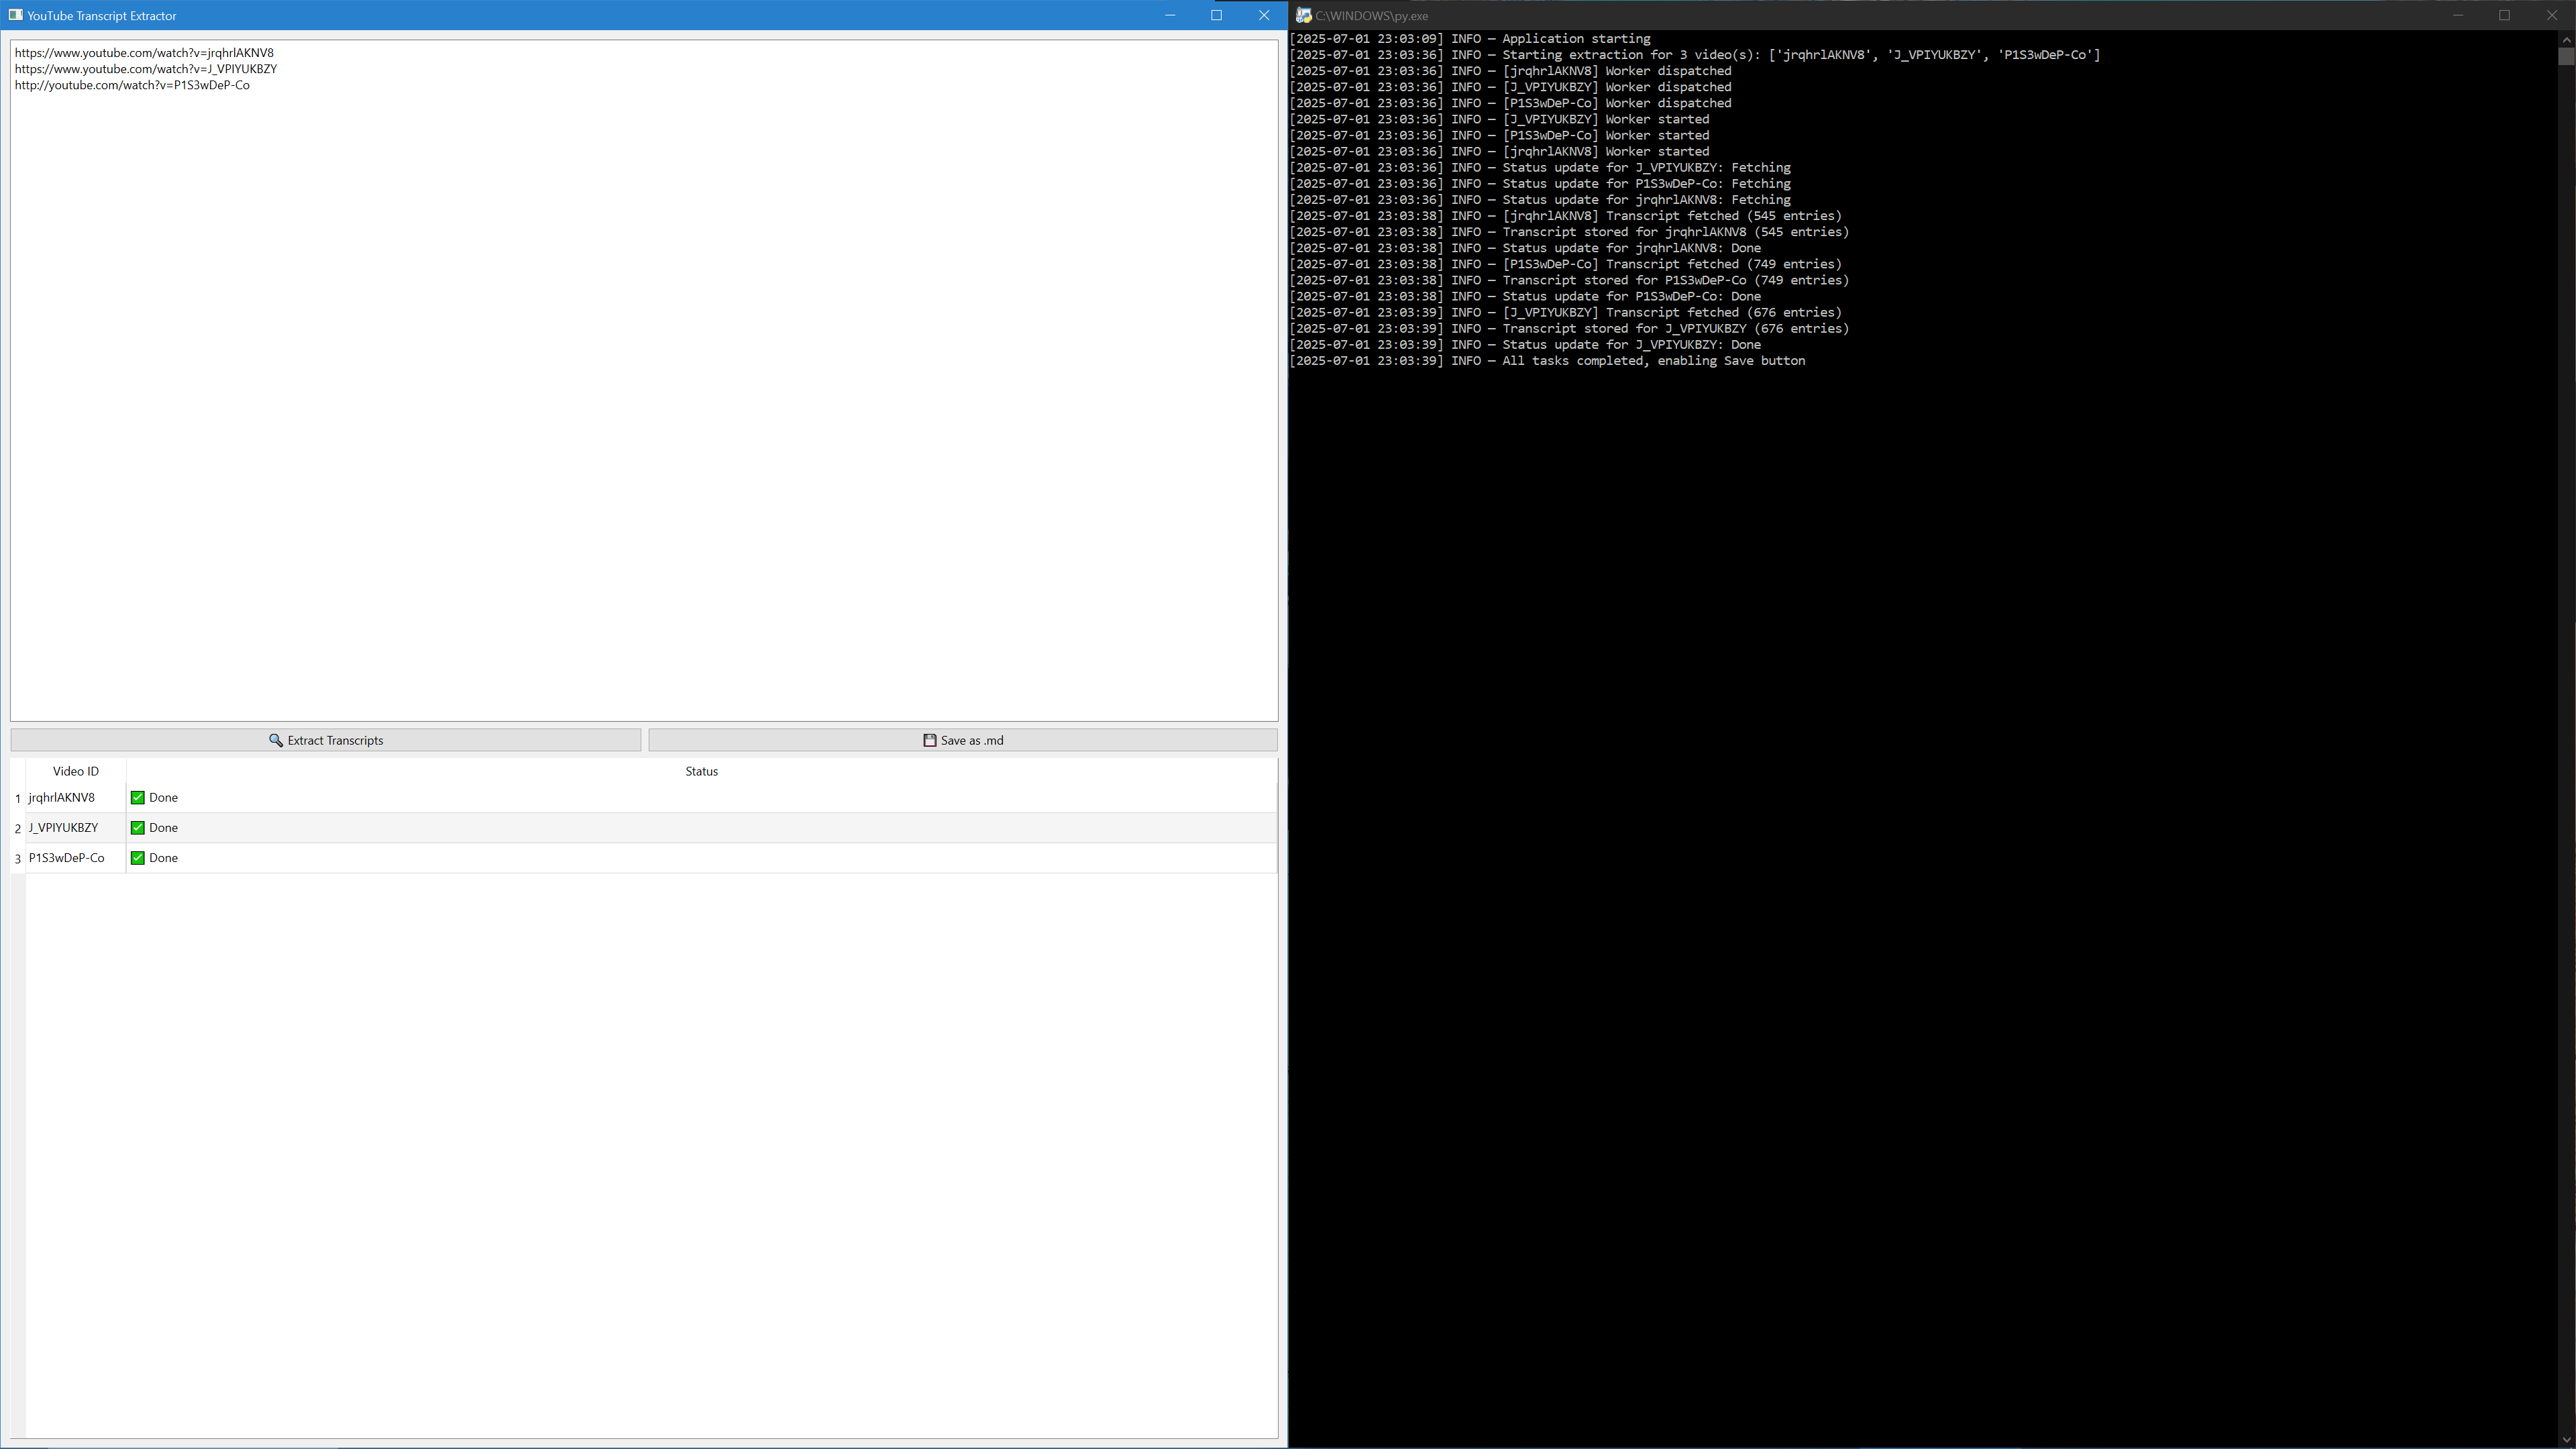 YouTube Transcript Extractor
https://www.youtube.com/watch?v=jrqhrlAKNV8
https://www.youtube.com/watch?v=J_VPIYUKBZY
http://youtube.com/watch?v=P1S3wDeP-Co
🔍 Extract Transcripts
💾 Save as .md
Video ID Status
1 jrqhrlAKNV8 ✅ Done
2 J_VPIYUKBZY ✅ Done
3 P1S3wDeP-Co ✅ Done
C:\WINDOWS\py.exe
[2025-07-01 23:03:09] INFO — Application starting
[2025-07-01 23:03:36] INFO — Starting extraction for 3 video(s): ['jrqhrlAKNV8', 'J_VPIYUKBZY', 'P1S3wDeP-Co']
[2025-07-01 23:03:36] INFO — [jrqhrlAKNV8] Worker dispatched
[2025-07-01 23:03:36] INFO — [J_VPIYUKBZY] Worker dispatched
[2025-07-01 23:03:36] INFO — [P1S3wDeP-Co] Worker dispatched
[2025-07-01 23:03:36] INFO — [J_VPIYUKBZY] Worker started
[2025-07-01 23:03:36] INFO — [P1S3wDeP-Co] Worker started
[2025-07-01 23:03:36] INFO — [jrqhrlAKNV8] Worker started
[2025-07-01 23:03:36] INFO — Status update for J_VPIYUKBZY: Fetching
[2025-07-01 23:03:36] INFO — Status update for P1S3wDeP-Co: Fetching
[2025-07-01 23:03:36] INFO — Status update for jrqhrlAKNV8: Fetching
[2025-07-01 23:03:38] INFO — [jrqhrlAKNV8] Transcript fetched (545 entries)
[2025-07-01 23:03:38] INFO — Transcript stored for jrqhrlAKNV8 (545 entries)
[2025-07-01 23:03:38] INFO — Status update for jrqhrlAKNV8: Done
[2025-07-01 23:03:38] INFO — [P1S3wDeP-Co] Transcript fetched (749 entries)
[2025-07-01 23:03:38] INFO — Transcript stored for P1S3wDeP-Co (749 entries)
[2025-07-01 23:03:38] INFO — Status update for P1S3wDeP-Co: Done
[2025-07-01 23:03:39] INFO — [J_VPIYUKBZY] Transcript fetched (676 entries)
[2025-07-01 23:03:39] INFO — Transcript stored for J_VPIYUKBZY (676 entries)
[2025-07-01 23:03:39] INFO — Status update for J_VPIYUKBZY: Done
[2025-07-01 23:03:39] INFO — All tasks completed, enabling Save button